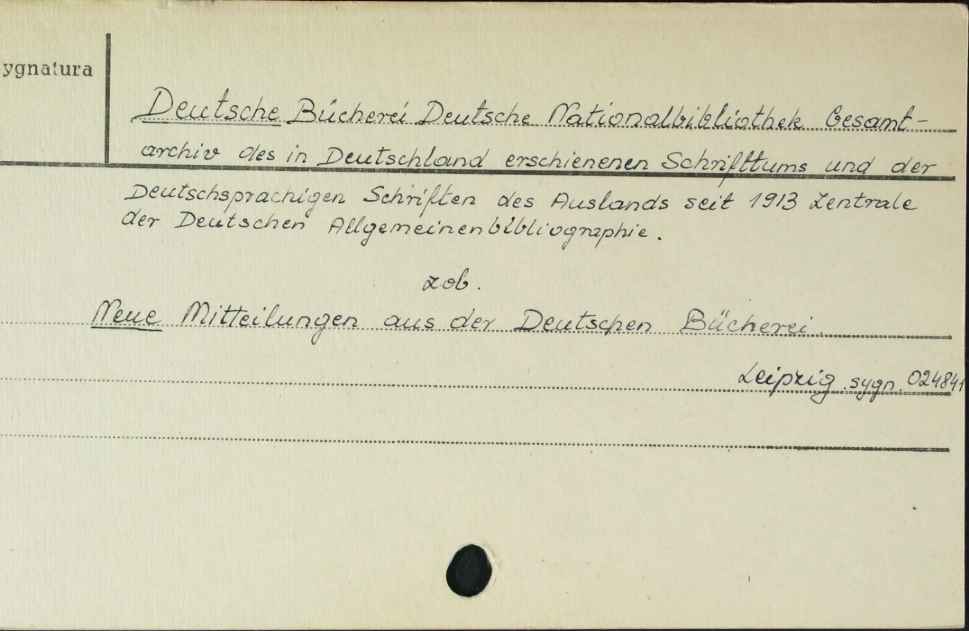 ygnatura
Deutsche Bücherei Deutsche Nationalbibliothek Gesamt-
archiv des in Deutschland erschienenen Schrifttums und der
Deutschsprachigen Schriften des Auslands seit 1913 Zentrale
der Deutschen Allgemeinenbibliographie.
zob.
Neue Mitteilungen aus der Deutschen Bücherei.
Leipzig sygn. 024841